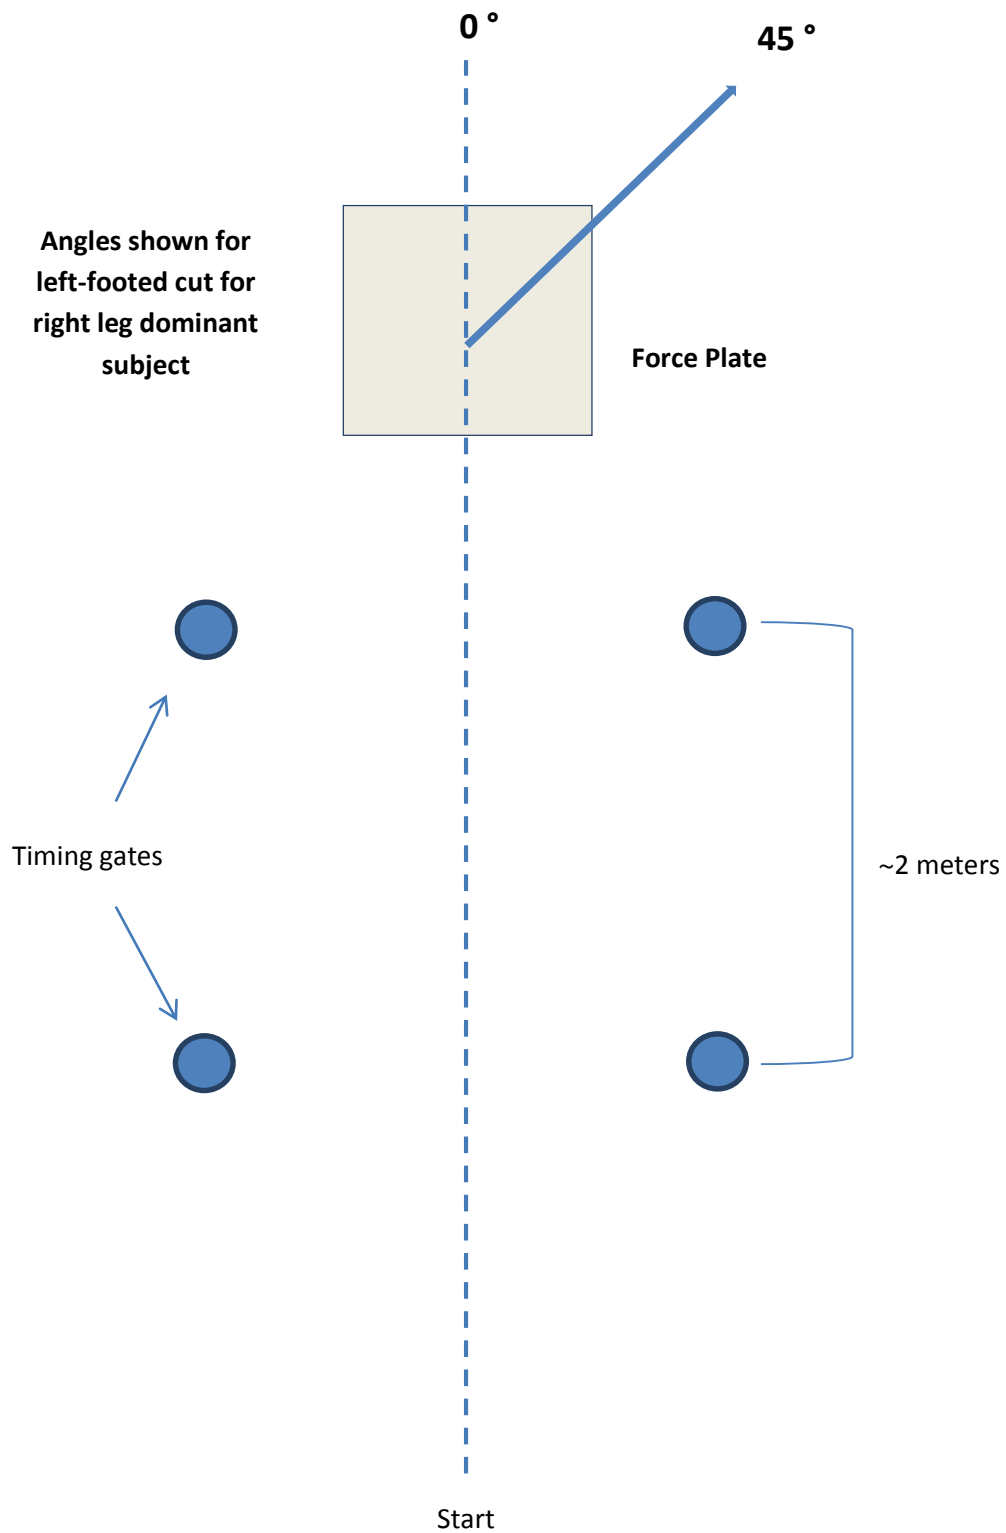 0 °
45 °
Angles shown for
left-footed cut for
right leg dominant
subject
Force Plate
Timing gates
~2 meters
Start